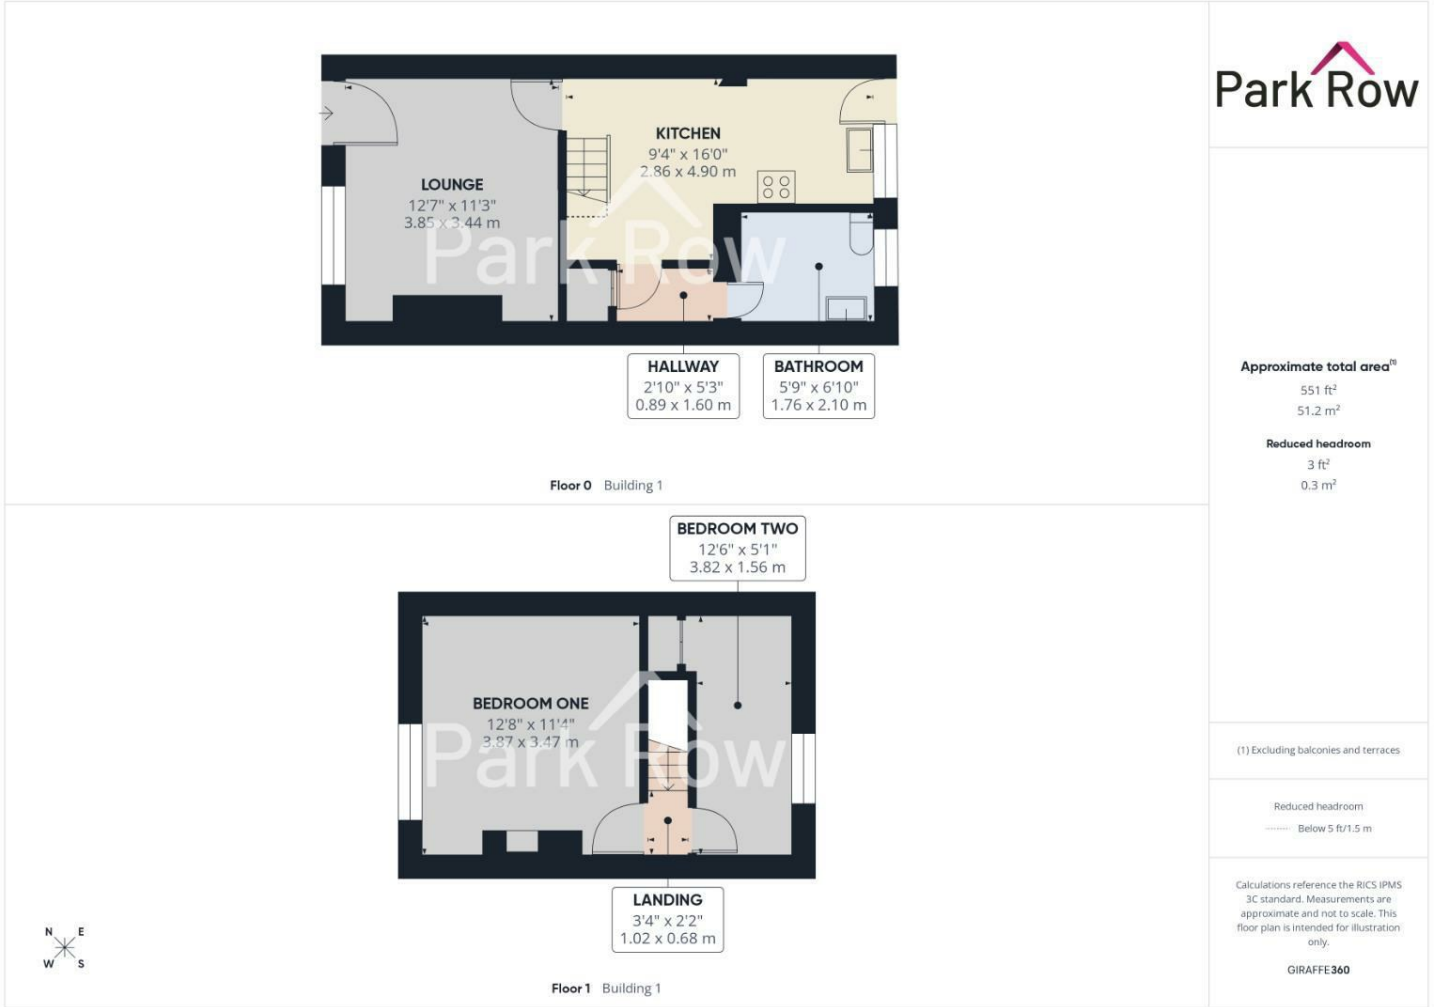 KITCHEN
9'4" x 16'0"
2.86 x 4.90 m
LOUNGE
12'7" x 11'3"
3.85 x 3.44 m
Park Row
HALLWAY
2'10" x 5'3"
0.89 x 1.60 m
BATHROOM
5'9" x 6'10"
1.76 x 2.10 m
Floor 0 Building 1
BEDROOM TWO
12'6" x 5'1"
3.82 x 1.56 m
BEDROOM ONE
12'8" x 11'4"
3.87 x 3.47 m
Park Row
LANDING
3'4" x 2'2"
1.02 x 0.68 m
N E
W S
Floor 1 Building 1
Park Row
Approximate total area(1)
551 ft²
51.2 m²
Reduced headroom
3 ft²
0.3 m²
(1) Excluding balconies and terraces
Reduced headroom
Below 5 ft/1.5 m
Calculations reference the RICS IPMS
3C standard. Measurements are
approximate and not to scale. This
floor plan is intended for illustration
only.
GIRAFFE360